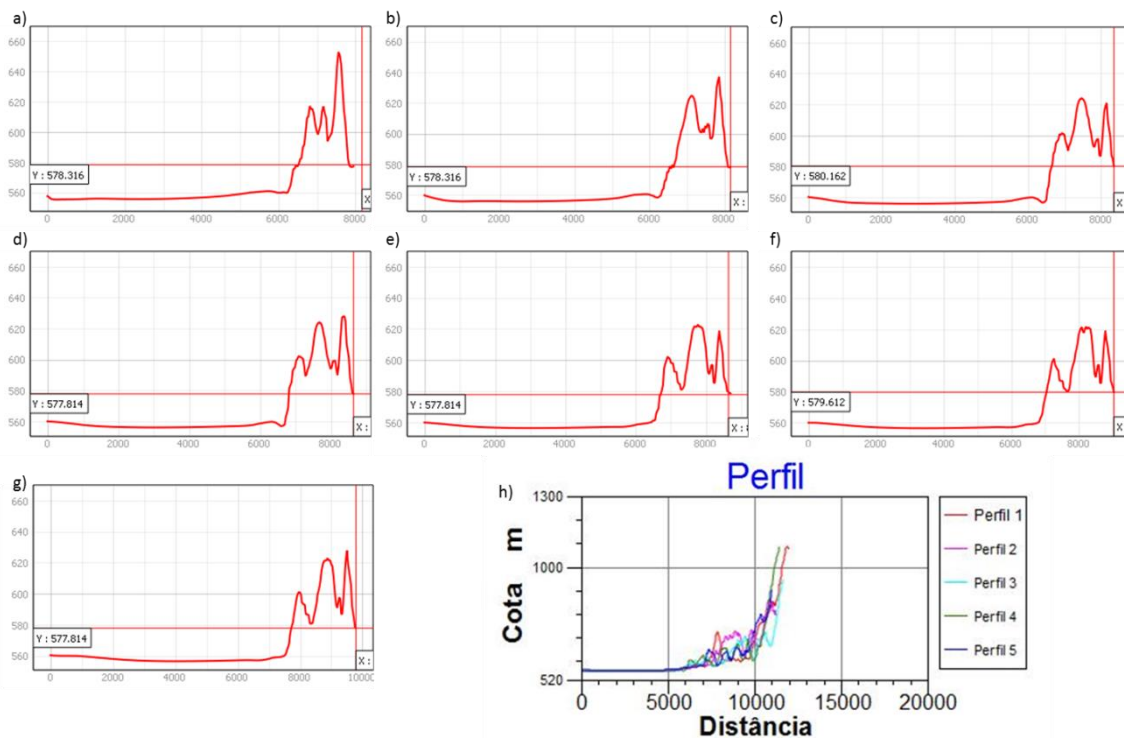 a)
660
640
620
600
580
Y : 578.316
560
0
2000
4000
6000
8000
X
b)
660
640
620
600
580
Y : 578.316
560
0
2000
4000
6000
8000
X :
c)
660
640
620
600
580
Y : 580.162
560
0
2000
4000
6000
8000
X
d)
660
640
620
600
580
Y : 577.814
560
0
2000
4000
6000
8000
X :
e)
660
640
620
600
580
Y : 577.814
560
0
2000
4000
6000
8000
X :
f)
660
640
620
600
580
Y : 579.612
560
0
2000
4000
6000
8000
X
g)
660
640
620
600
580
Y : 577.814
560
0
2000
4000
6000
8000
10000
X :
h)
Perfil
Cota m
1300
1000
520
0
5000
10000
15000
20000
Distância
Perfil 1
Perfil 2
Perfil 3
Perfil 4
Perfil 5